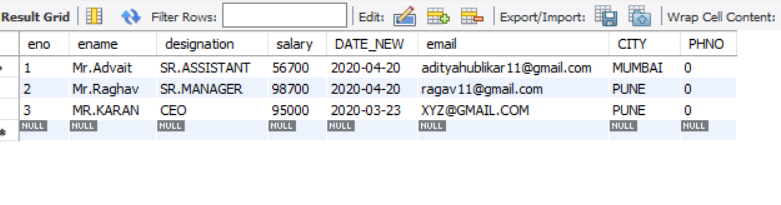 Result Grid Filter Rows: Edit: Export/Import: Wrap Cell Content:
eno ename designation salary DATE_NEW email CITY PHNO
1 Mr.Advait SR.ASSISTANT 56700 2020-04-20 adityahublikar11@gmail.com MUMBAI 0
2 Mr.Raghav SR.MANAGER 98700 2020-04-20 ragav11@gmail.com PUNE 0
3 MR.KARAN CEO 95000 2020-03-23 XYZ@GMAIL.COM PUNE 0
NULL NULL NULL NULL NULL NULL NULL NULL